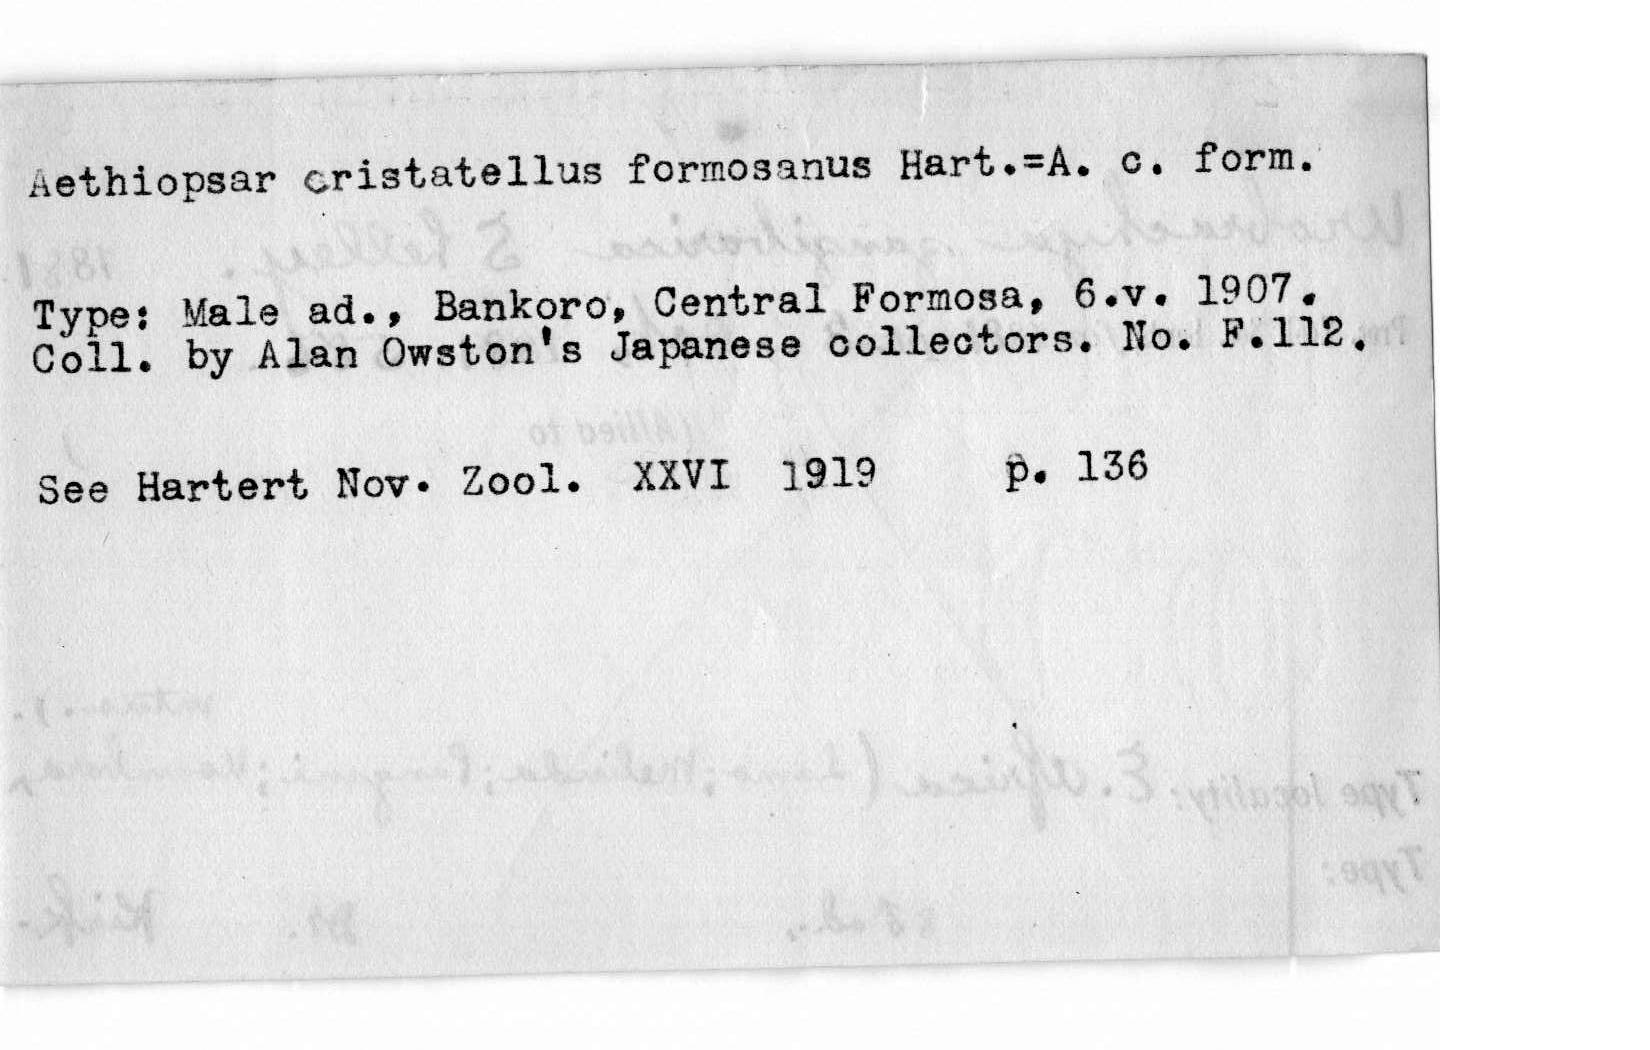 Aethiopsar cristatellus formosanus Hart.=A. c. form.
Type: Male ad., Bankoro, Central Formosa, 6.v. 1907.
Coll. by Alan Owston's Japanese collectors. No. F.112.
See Hartert Nov. Zool. XXVI 1919 p. 136